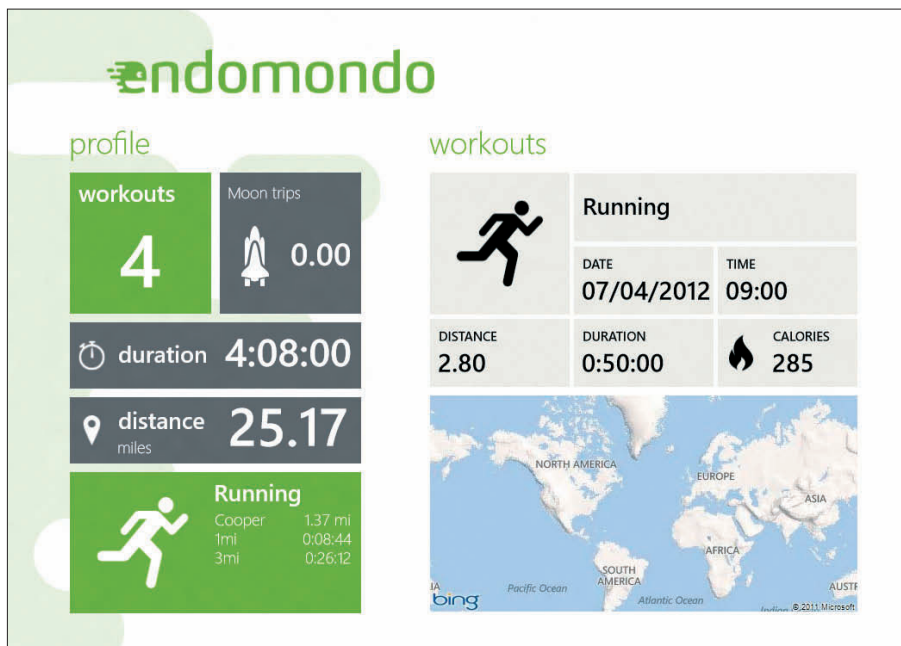 endomondo
profile
workouts
4
Moon trips
0.00
duration 4:08:00
distance 25.17
miles
Running
Cooper 1.37 mi
1mi 0:08:44
3mi 0:26:12
workouts
Running
DATE
07/04/2012
TIME
09:00
DISTANCE
2.80
DURATION
0:50:00
CALORIES
285
NORTH AMERICA
EUROPE
ASIA
AFRICA
SOUTH
AMERICA
IA
AUSTR
Pacific Ocean
Atlantic Ocean
bing
© 2011 Microsoft